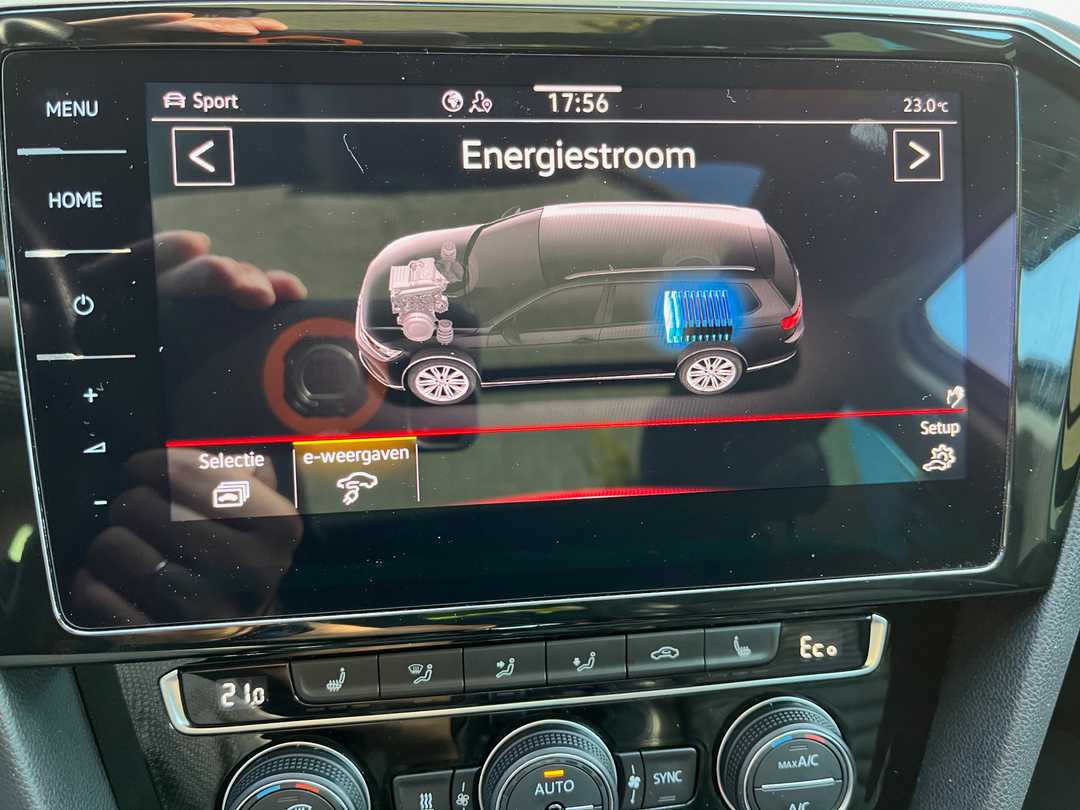 MENU
HOME
+
-
Sport
17:56
23.0°C
<
Energiestroom
>
Selectie
e-weergaven
Setup
21.0
Eco
AUTO
SYNC
MAX A/C
A/C